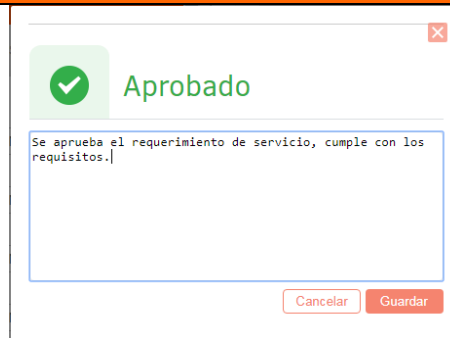 Aprobado
Se aprueba el requerimiento de servicio, cumple con los
requisitos.
Cancelar
Guardar